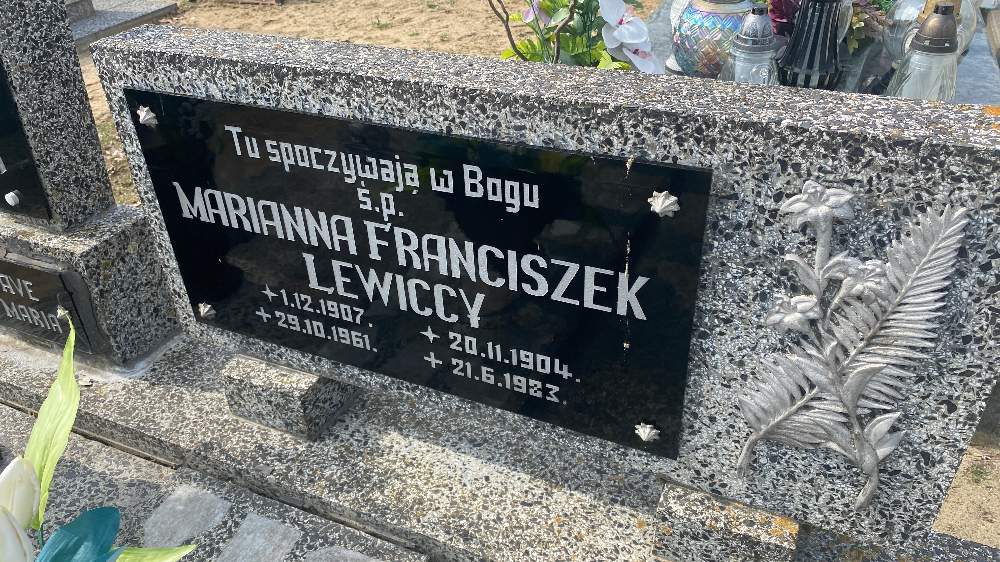 Tu spoczywają w Bogu
ś.p.
MARIANNA FRANCISZEK
LEWICCY
1.12.1907. 20.11.1904.
29.10.1961. 21.6.1983.
AVE
MARIA